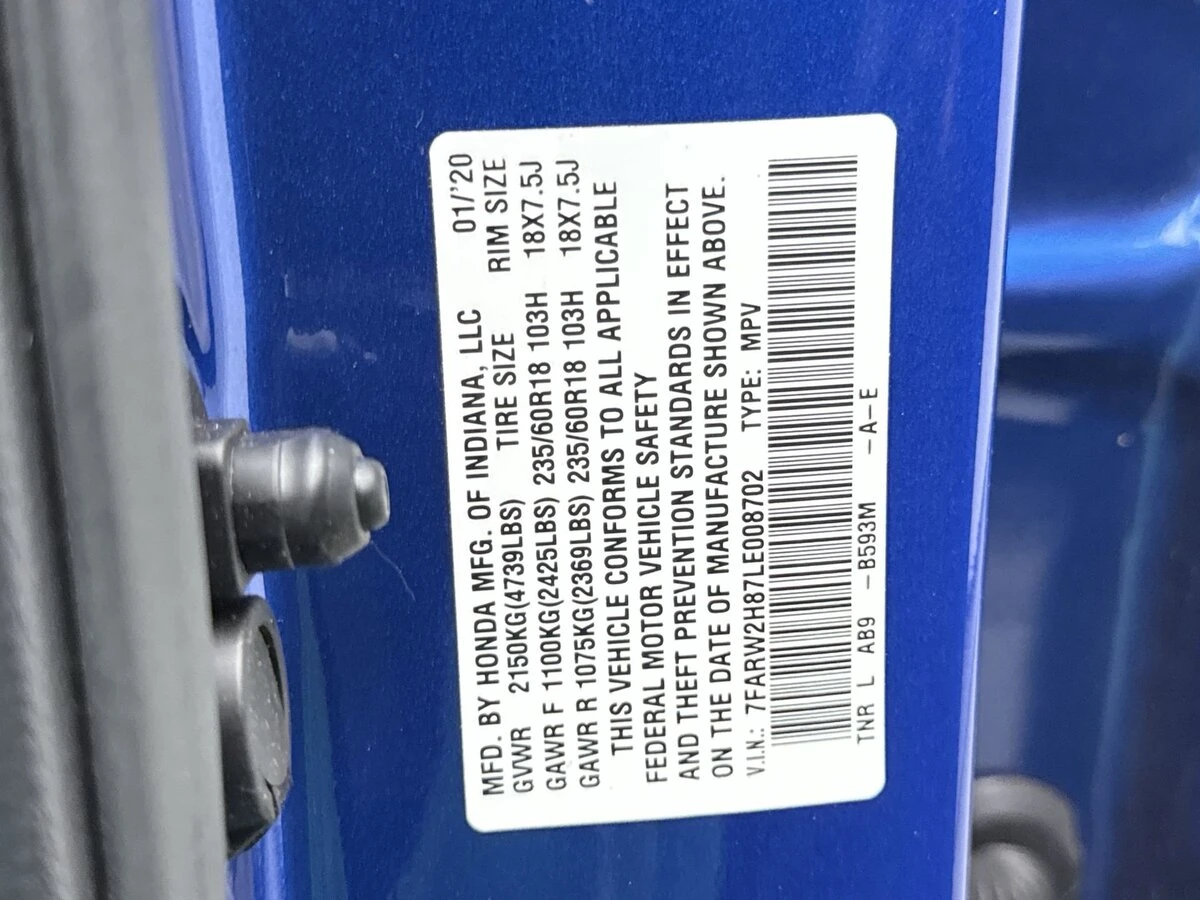 MFD. BY HONDA MFG. OF INDIANA, LLC 01/'20
GVWR 2150KG(4739LBS) TIRE SIZE RIM SIZE
GAWR F 1100KG(2425LBS) 235/60R18 103H 18X7.5J
GAWR R 1075KG(2369LBS) 235/60R18 103H 18X7.5J
THIS VEHICLE CONFORMS TO ALL APPLICABLE
FEDERAL MOTOR VEHICLE SAFETY
AND THEFT PREVENTION STANDARDS IN EFFECT
ON THE DATE OF MANUFACTURE SHOWN ABOVE.
V.I.N.: 7FARW2H87LE008702 TYPE: MPV
TNR L AB9 -B593M -A-E